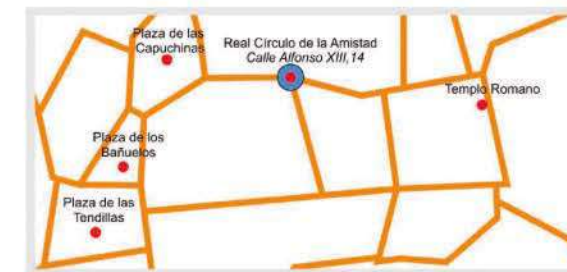 Plaza de las
Capuchinas
Real Círculo de la Amistad
Calle Alfonso XIII, 14
Templo Romano
Plaza de los
Bañuelos
Plaza de las
Tendillas